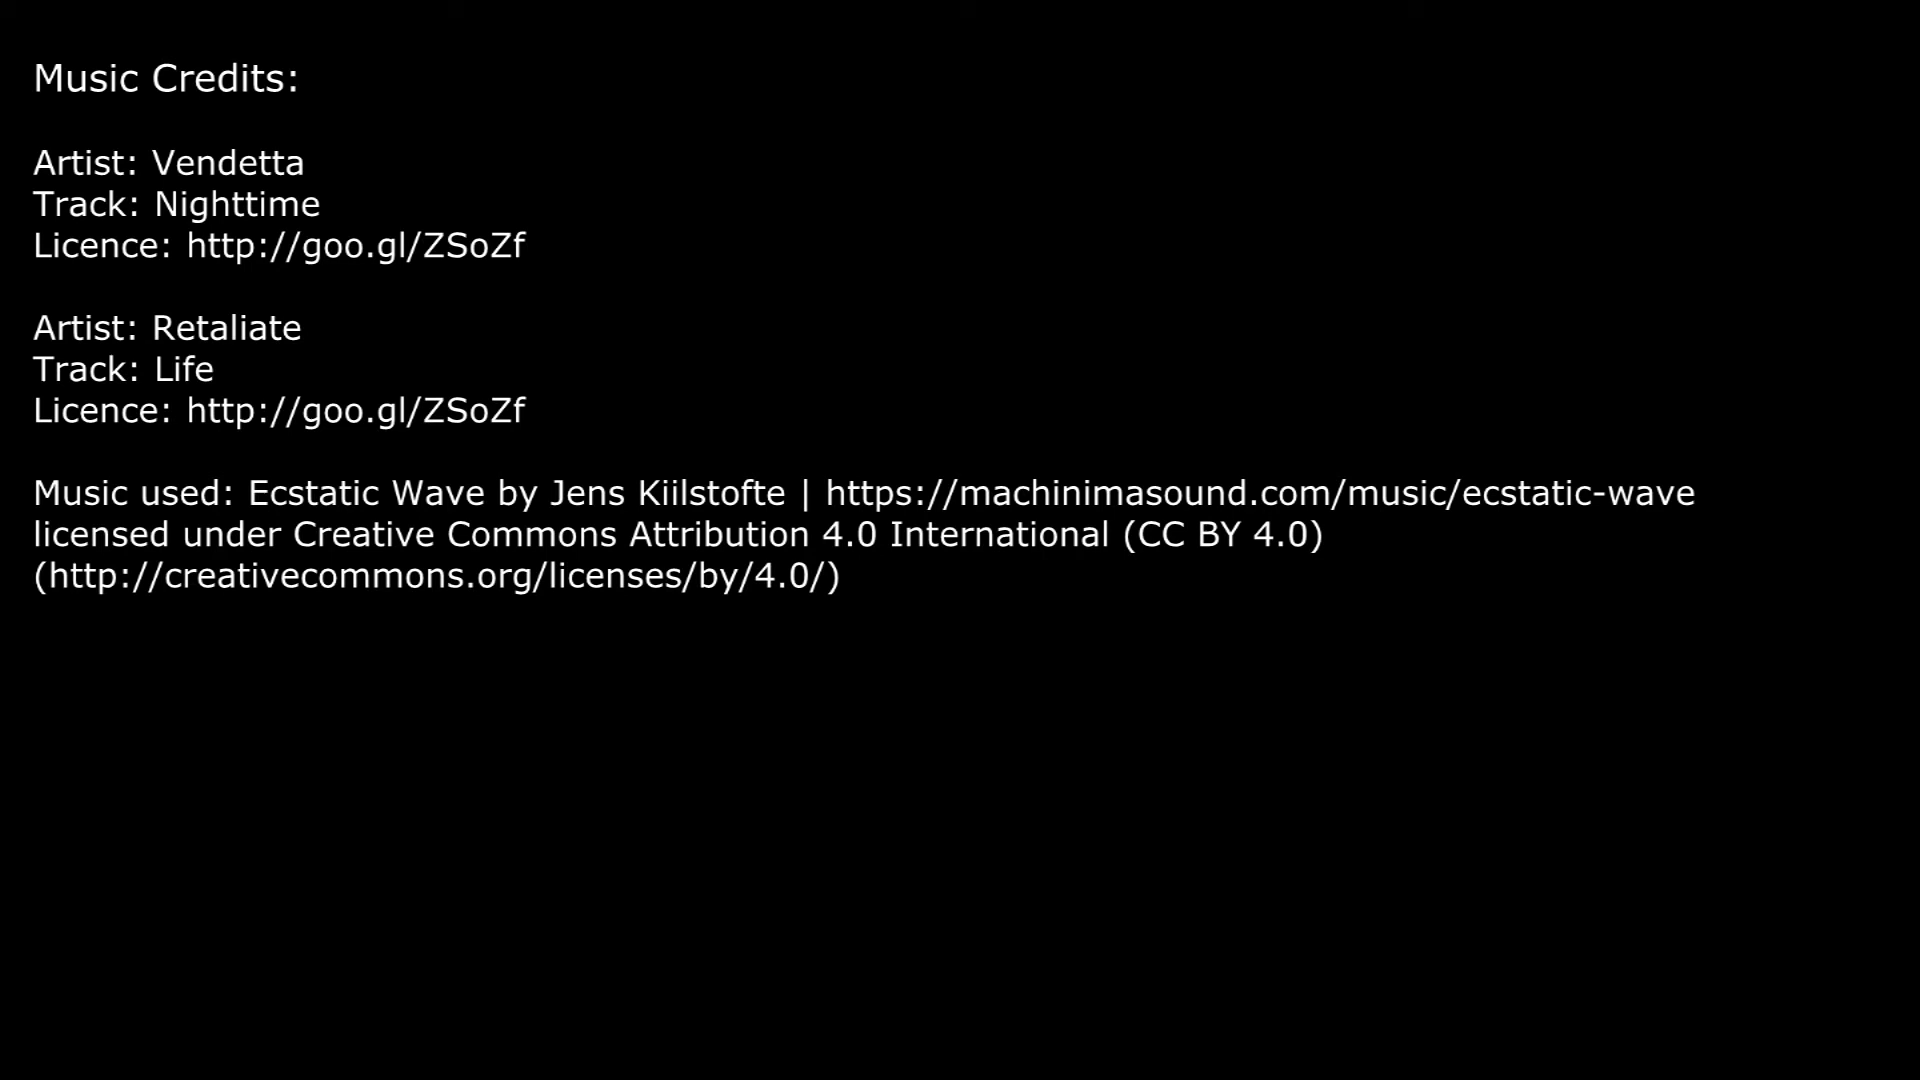 Music Credits:
Artist: Vendetta
Track: Nighttime
Licence: http://goo.gl/ZSoZf
Artist: Retaliate
Track: Life
Licence: http://goo.gl/ZSoZf
Music used: Ecstatic Wave by Jens Kiilstofte | https://machinimasound.com/music/ecstatic-wave
licensed under Creative Commons Attribution 4.0 International (CC BY 4.0)
(http://creativecommons.org/licenses/by/4.0/)